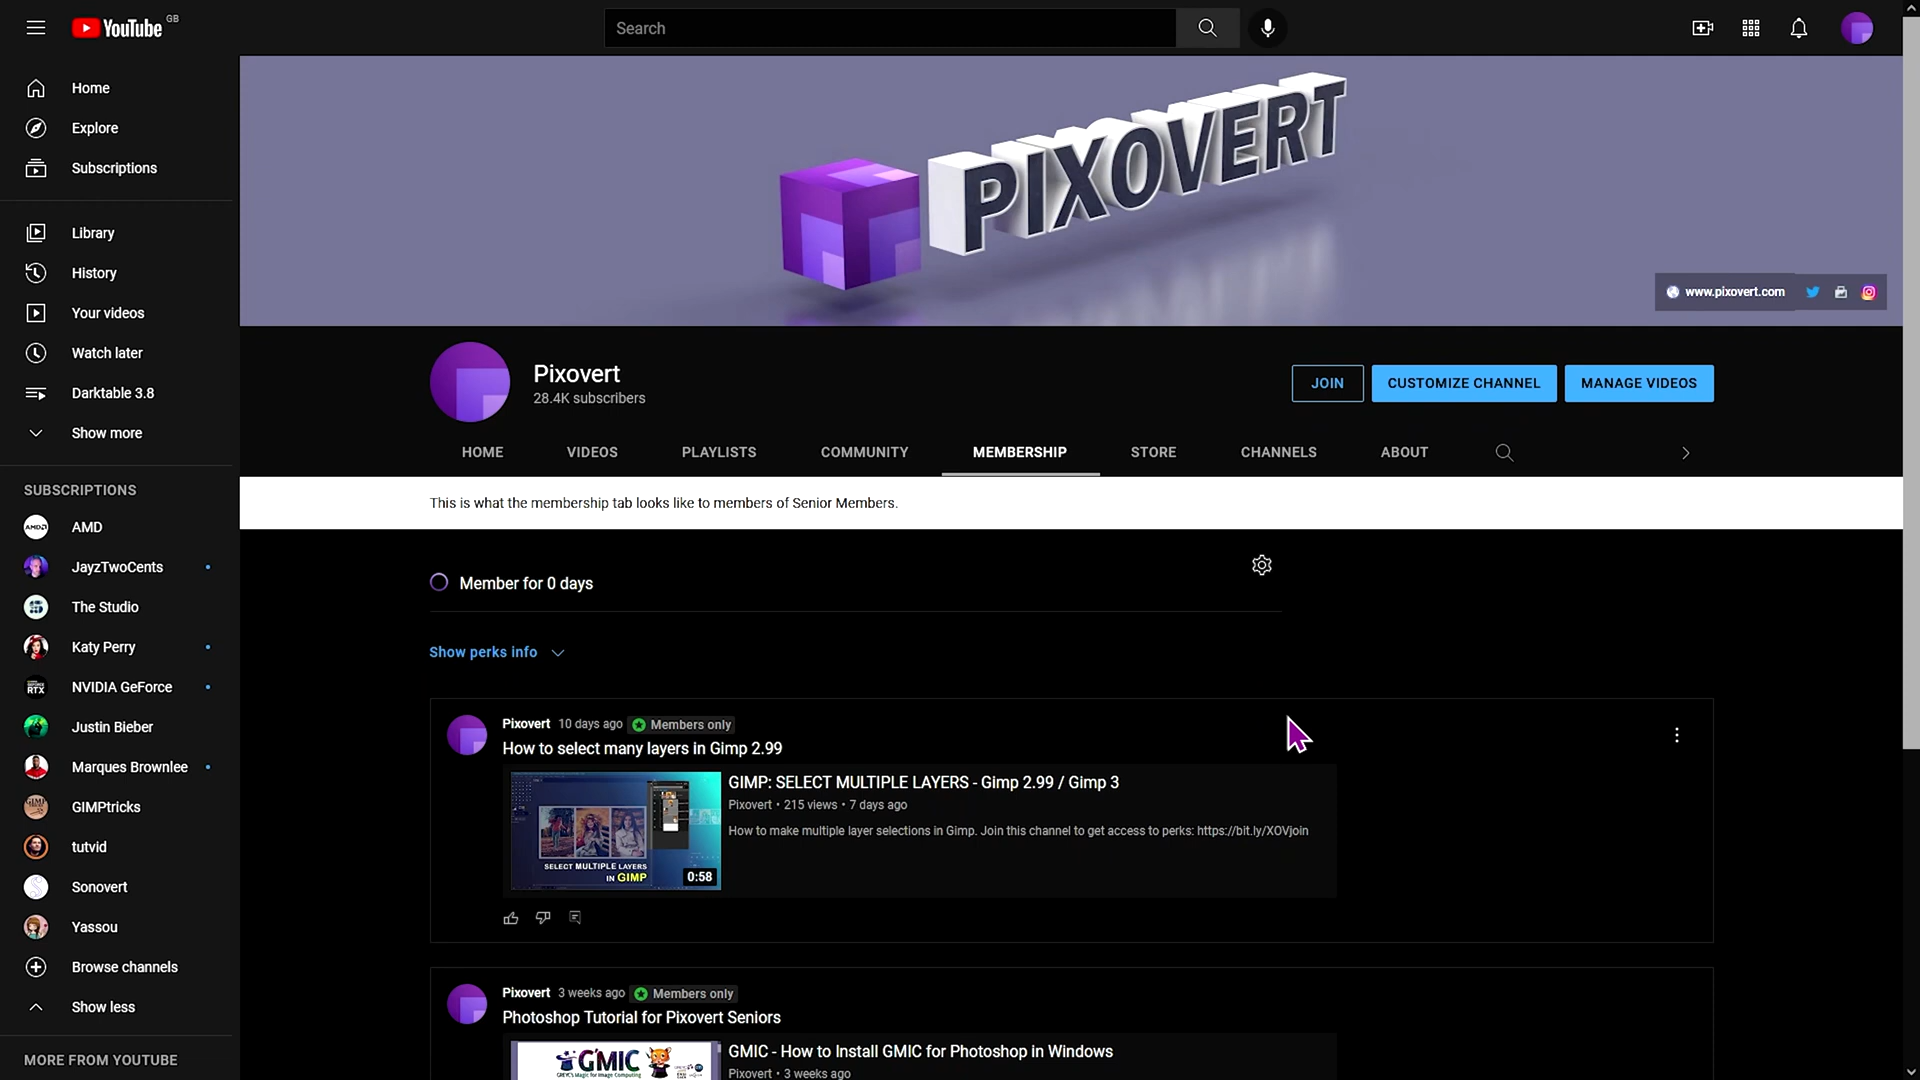 YouTube GB
Search
Home
Explore
Subscriptions
Library
History
Your videos
Watch later
Darktable 3.8
Show more
SUBSCRIPTIONS
AMD
JayzTwoCents
The Studio
Katy Perry
NVIDIA GeForce
Justin Bieber
Marques Brownlee
GIMPtricks
tutvid
Sonovert
Yassou
Browse channels
Show less
MORE FROM YOUTUBE
PIXOVERT
www.pixovert.com
Pixovert
28.4K subscribers
JOIN
CUSTOMIZE CHANNEL
MANAGE VIDEOS
HOME
VIDEOS
PLAYLISTS
COMMUNITY
MEMBERSHIP
STORE
CHANNELS
ABOUT
This is what the membership tab looks like to members of Senior Members.
Member for 0 days
Show perks info
Pixovert 10 days ago Members only
How to select many layers in Gimp 2.99
SELECT MULTIPLE LAYERS
IN GIMP
0:58
GIMP: SELECT MULTIPLE LAYERS - Gimp 2.99 / Gimp 3
Pixovert • 215 views • 7 days ago
How to make multiple layer selections in Gimp. Join this channel to get access to perks: https://bit.ly/XOVjoin
Pixovert 3 weeks ago Members only
Photoshop Tutorial for Pixovert Seniors
G'MIC
GREYC's Magic for Image Computing
GMIC - How to Install GMIC for Photoshop in Windows
Pixovert • 3 weeks ago